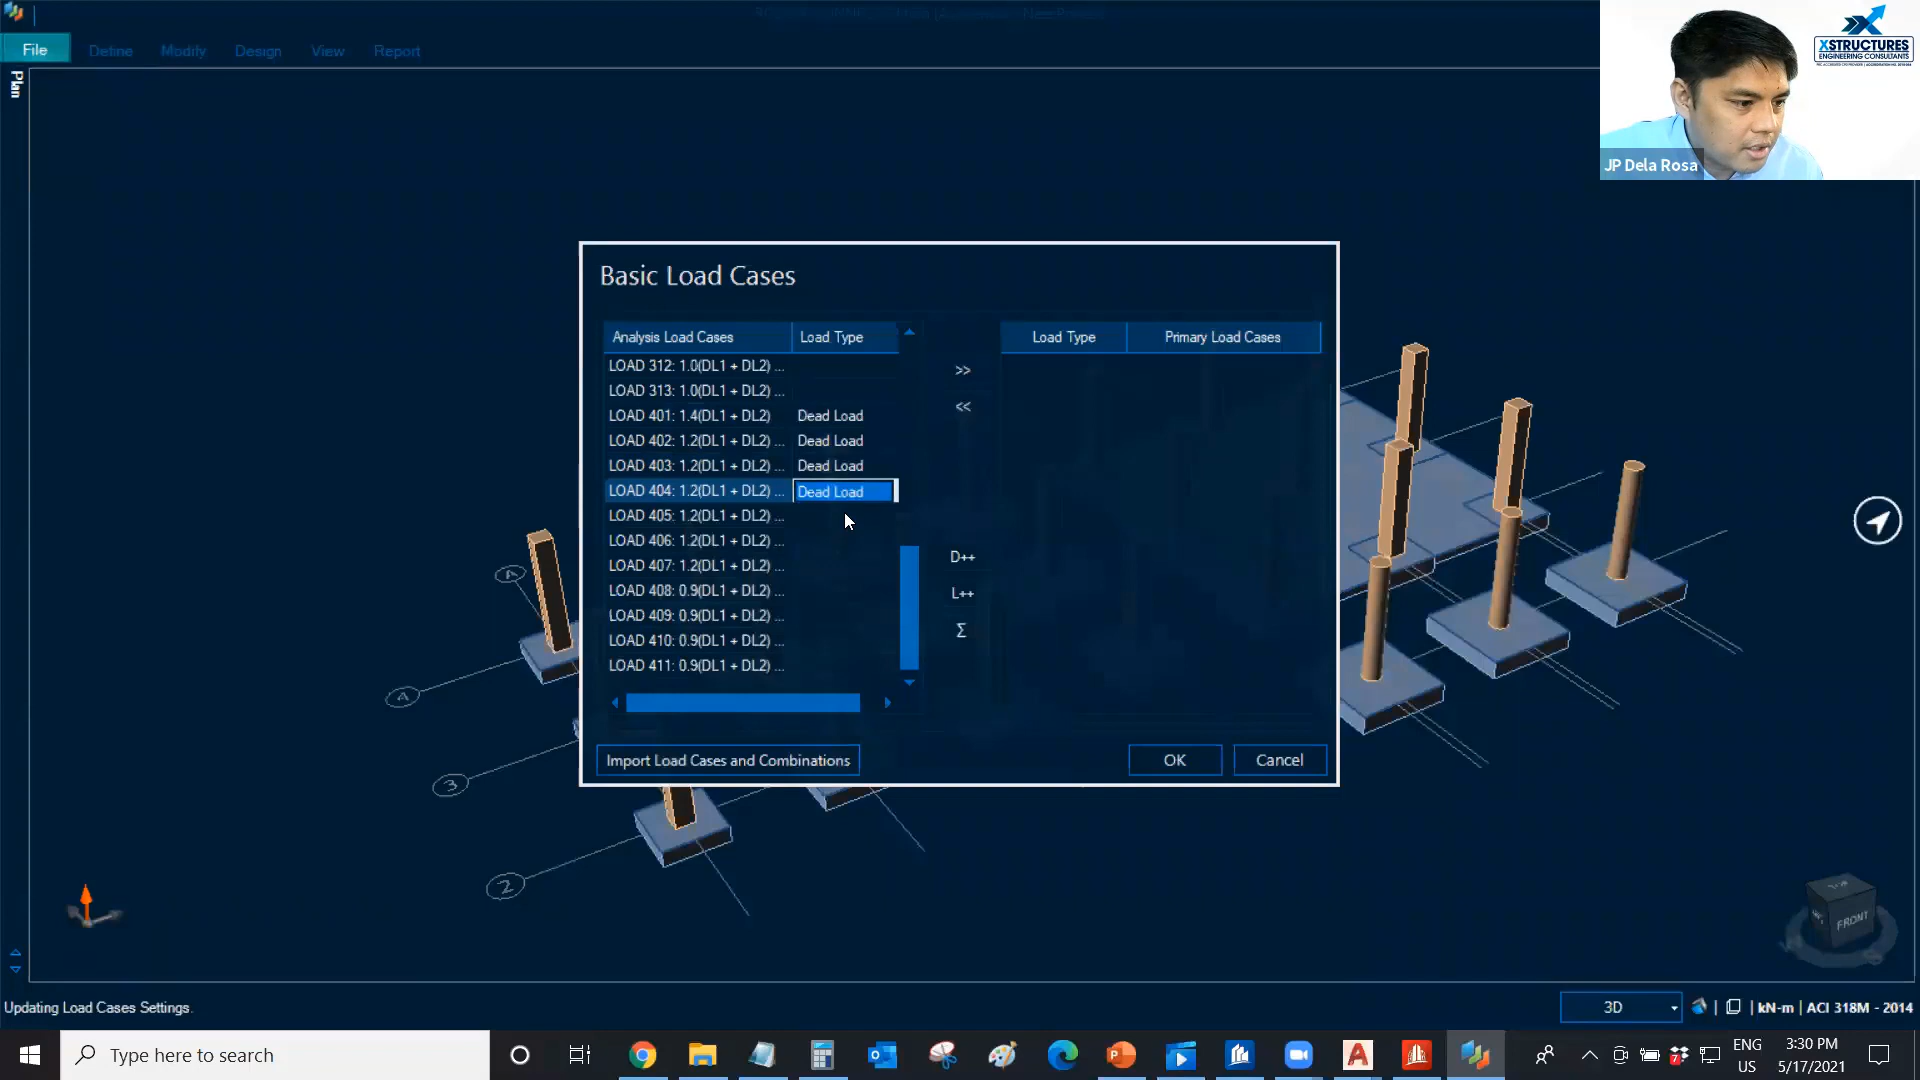 File Define Modify Design View Report
Plan
XSTRUCTURES
ENGINEERING CONSULTANTS
JP Dela Rosa
Basic Load Cases
Analysis Load Cases Load Type
LOAD 312: 1.0(DL1 + DL2) ...
LOAD 313: 1.0(DL1 + DL2) ...
LOAD 401: 1.4(DL1 + DL2) Dead Load
LOAD 402: 1.2(DL1 + DL2) ... Dead Load
LOAD 403: 1.2(DL1 + DL2) ... Dead Load
LOAD 404: 1.2(DL1 + DL2) ... Dead Load
LOAD 405: 1.2(DL1 + DL2) ...
LOAD 406: 1.2(DL1 + DL2) ...
LOAD 407: 1.2(DL1 + DL2) ...
LOAD 408: 0.9(DL1 + DL2) ...
LOAD 409: 0.9(DL1 + DL2) ...
LOAD 410: 0.9(DL1 + DL2) ...
LOAD 411: 0.9(DL1 + DL2) ...
>>
<<
D++
L++
Σ
Load Type Primary Load Cases
Import Load Cases and Combinations OK Cancel
A
A
3
2
TOP
FRONT
Updating Load Cases Settings.
3D | | kN-m | ACI 318M - 2014
Type here to search
ENG
US
3:30 PM
5/17/2021